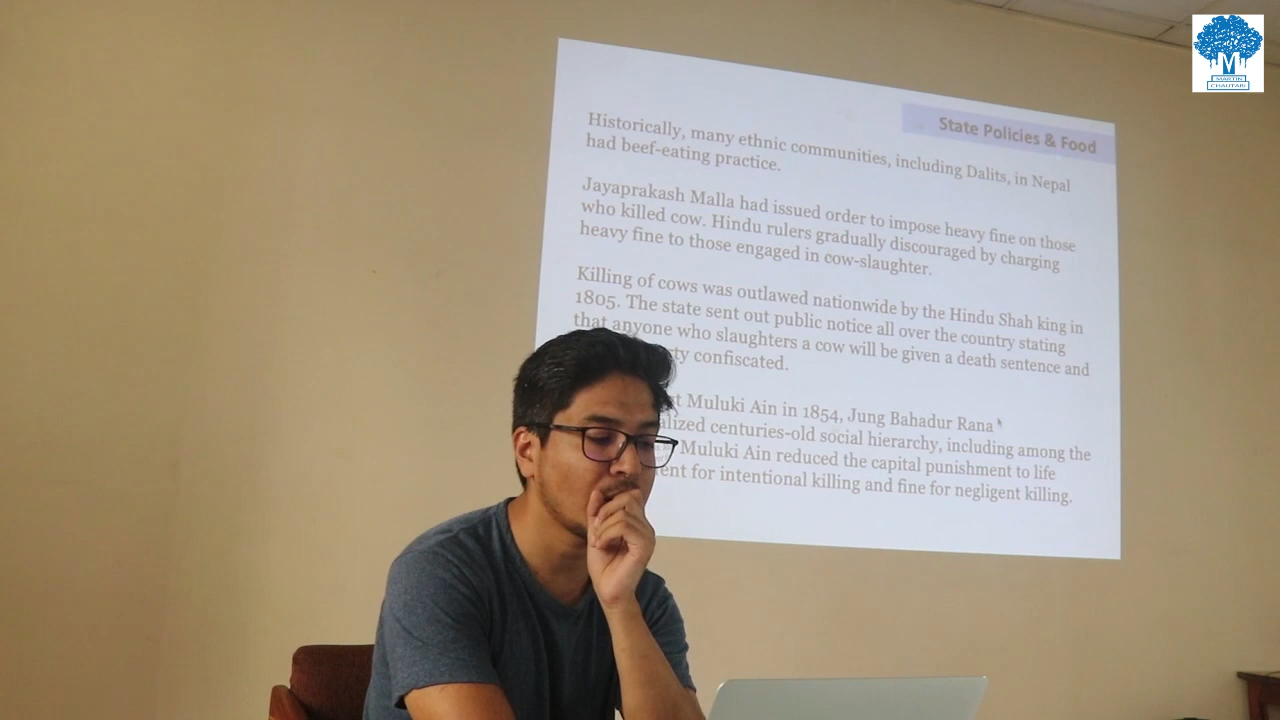 MARTIN
CHAUTARI
State Policies & Food
Historically, many ethnic communities, including Dalits, in Nepal
had beef-eating practice.
Jayaprakash Malla had issued order to impose heavy fine on those
who killed cow. Hindu rulers gradually discouraged by charging
heavy fine to those engaged in cow-slaughter.
Killing of cows was outlawed nationwide by the Hindu Shah king in
1805. The state sent out public notice all over the country stating
that anyone who slaughters a cow will be given a death sentence and
confiscated.
Muluki Ain in 1854, Jung Bahadur Rana
centuries-old social hierarchy, including among the
Muluki Ain reduced the capital punishment to life
for intentional killing and fine for negligent killing.